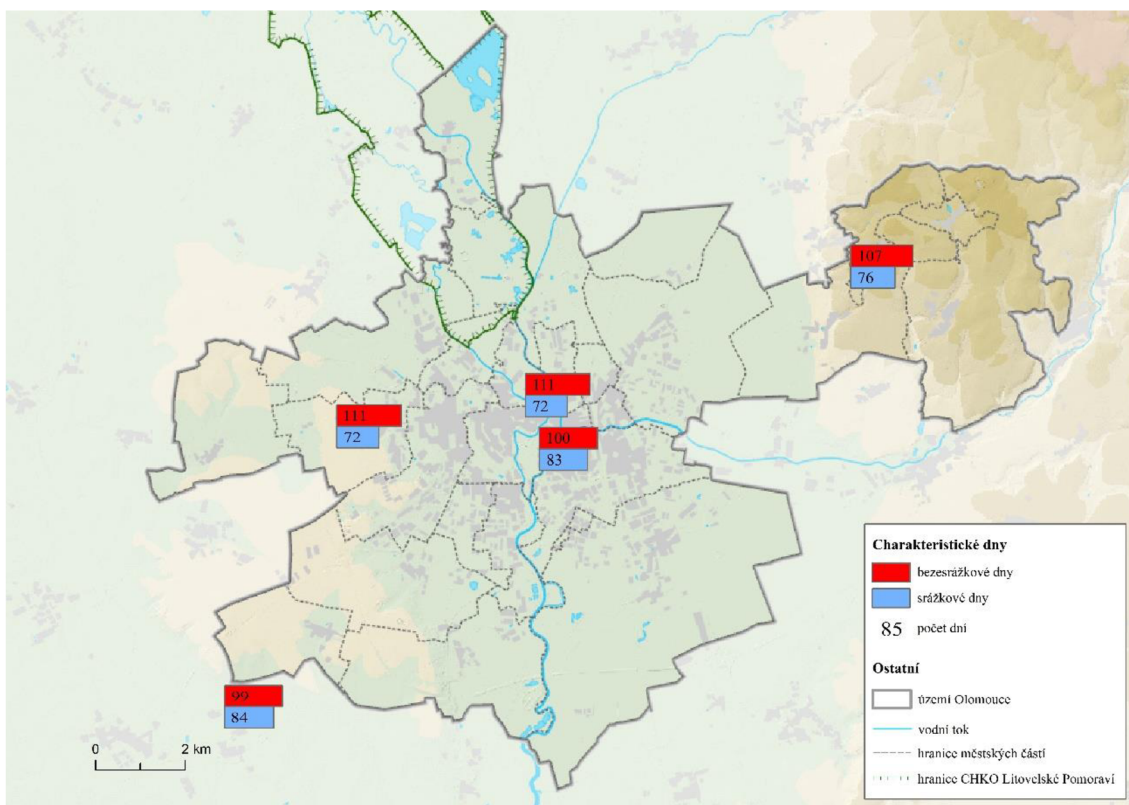 107
76
111
72
111
72
100
83
99
84
0 2 km
Charakteristické dny
bezesrážkové dny
srážkové dny
85 počet dní
Ostatní
území Olomouce
vodní tok
hranice městských částí
hranice CHKO Litovelské Pomoraví